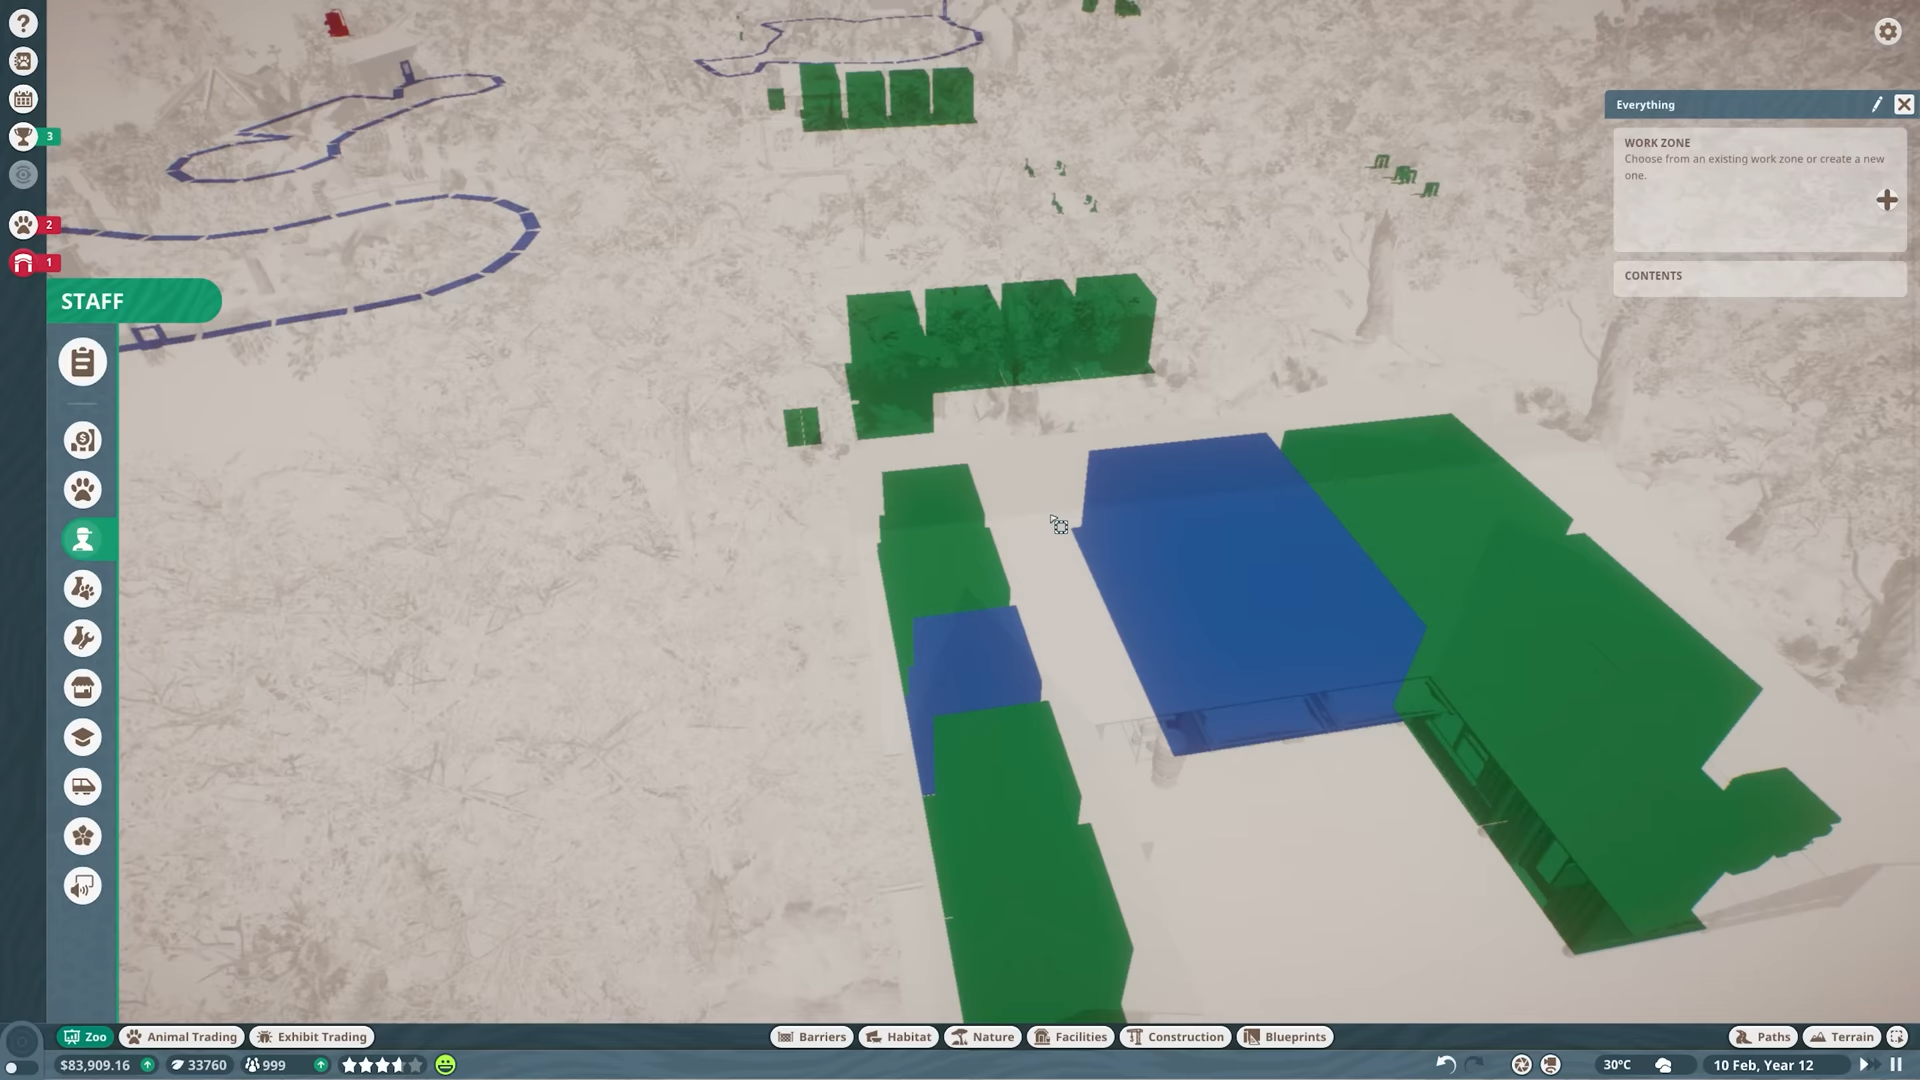 ?
3
2
1
STAFF
Everything
WORK ZONE
Choose from an existing work zone or create a new
one.
CONTENTS
Zoo
Animal Trading
Exhibit Trading
Barriers
Habitat
Nature
Facilities
Construction
Blueprints
Paths
Terrain
$83,909.16
33760
999
30°C
10 Feb, Year 12